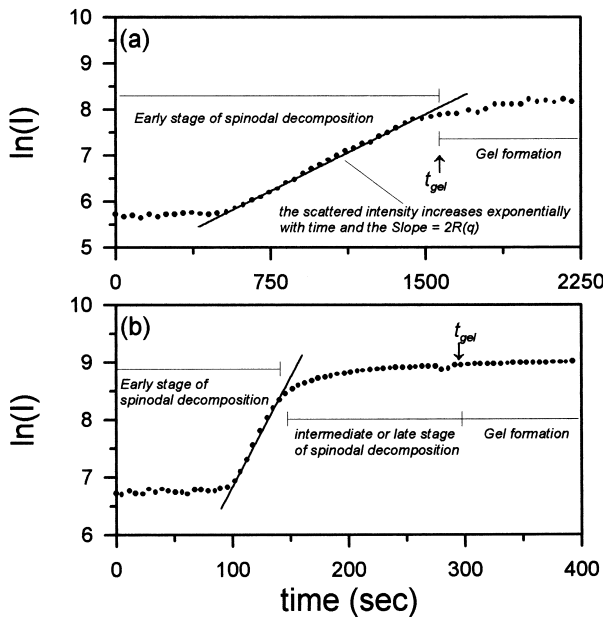 (a)
ln(I)
10
9
8
7
6
5
Early stage of spinodal decomposition
Gel formation
tgel
the scattered intensity increases exponentially
with time and the Slope = 2R(q)
0
750
1500
2250
(b)
ln(I)
10
9
8
7
6
tgel
Early stage of
spinodal decomposition
intermediate or late stage
of spinodal decomposition
Gel formation
0
100
200
300
400
time (sec)